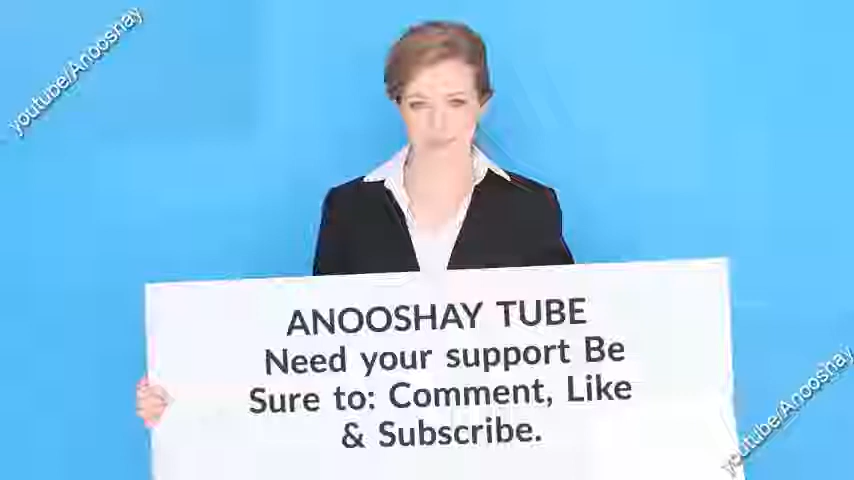 youtube/Anooshay
ANOOSHAY TUBE
Need your support Be
Sure to: Comment, Like
& Subscribe.
youtube/Anooshay